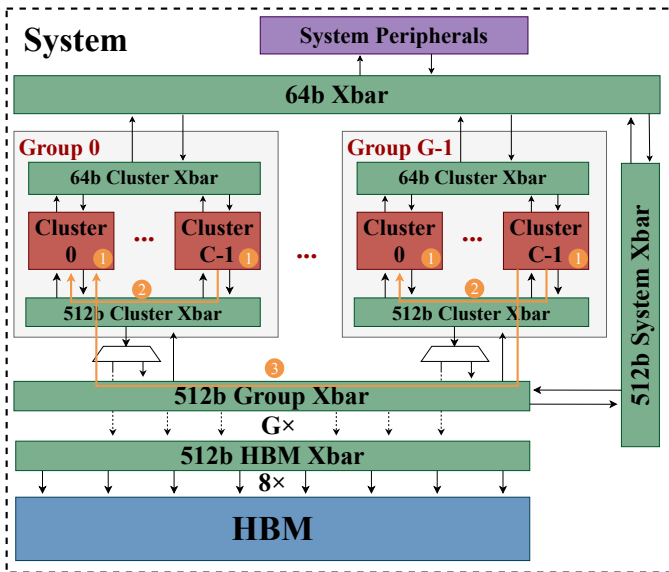 System
System Peripherals
64b Xbar
Group 0
Group G-1
64b Cluster Xbar
64b Cluster Xbar
Cluster
0
1
...
Cluster
C-1
1
...
Cluster
0
1
...
Cluster
C-1
1
2
2
512b Cluster Xbar
512b Cluster Xbar
512b System Xbar
3
512b Group Xbar
G×
512b HBM Xbar
8×
HBM